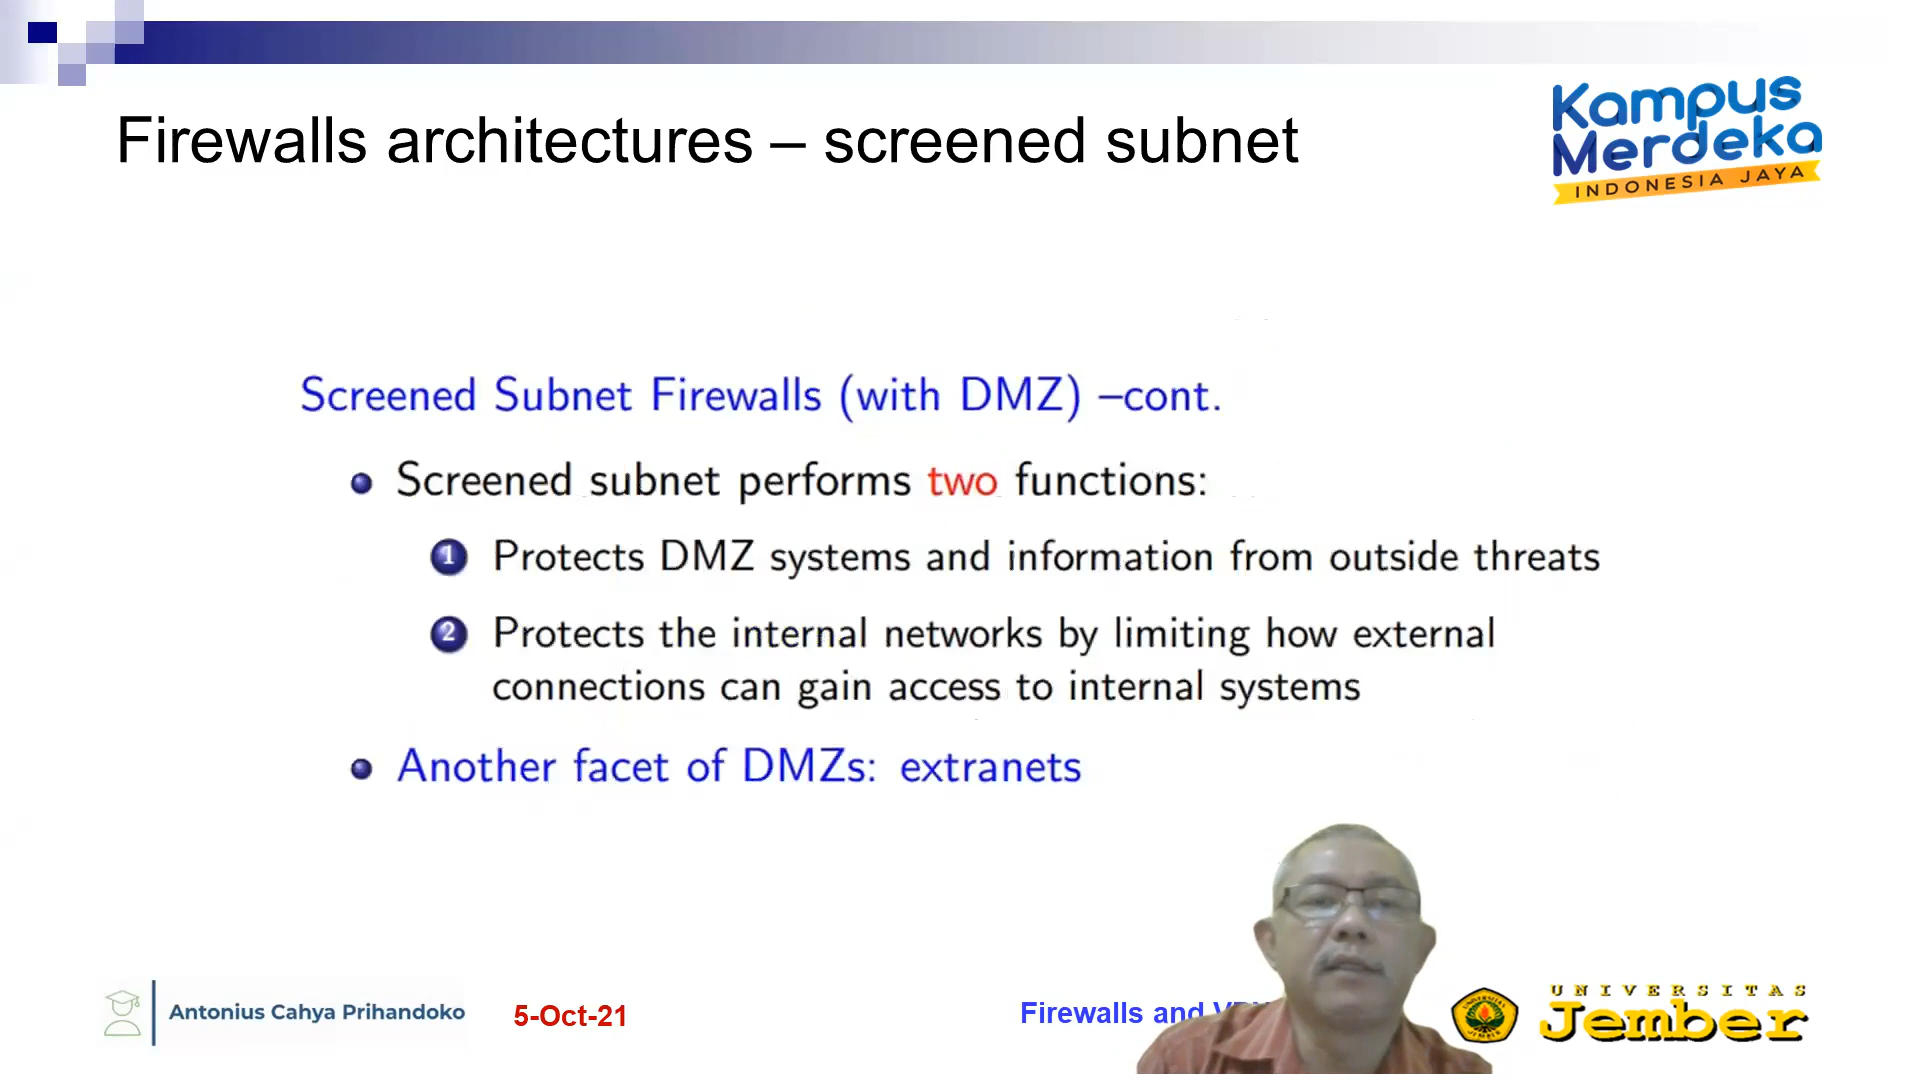 Firewalls architectures – screened subnet
Kampus
Merdeka
INDONESIA JAYA
Screened Subnet Firewalls (with DMZ) –cont.
Screened subnet performs two functions:
1 Protects DMZ systems and information from outside threats
2 Protects the internal networks by limiting how external
connections can gain access to internal systems
Another facet of DMZs: extranets
Antonius Cahya Prihandoko
5-Oct-21
Firewalls and
UNIVERSITAS
Jember